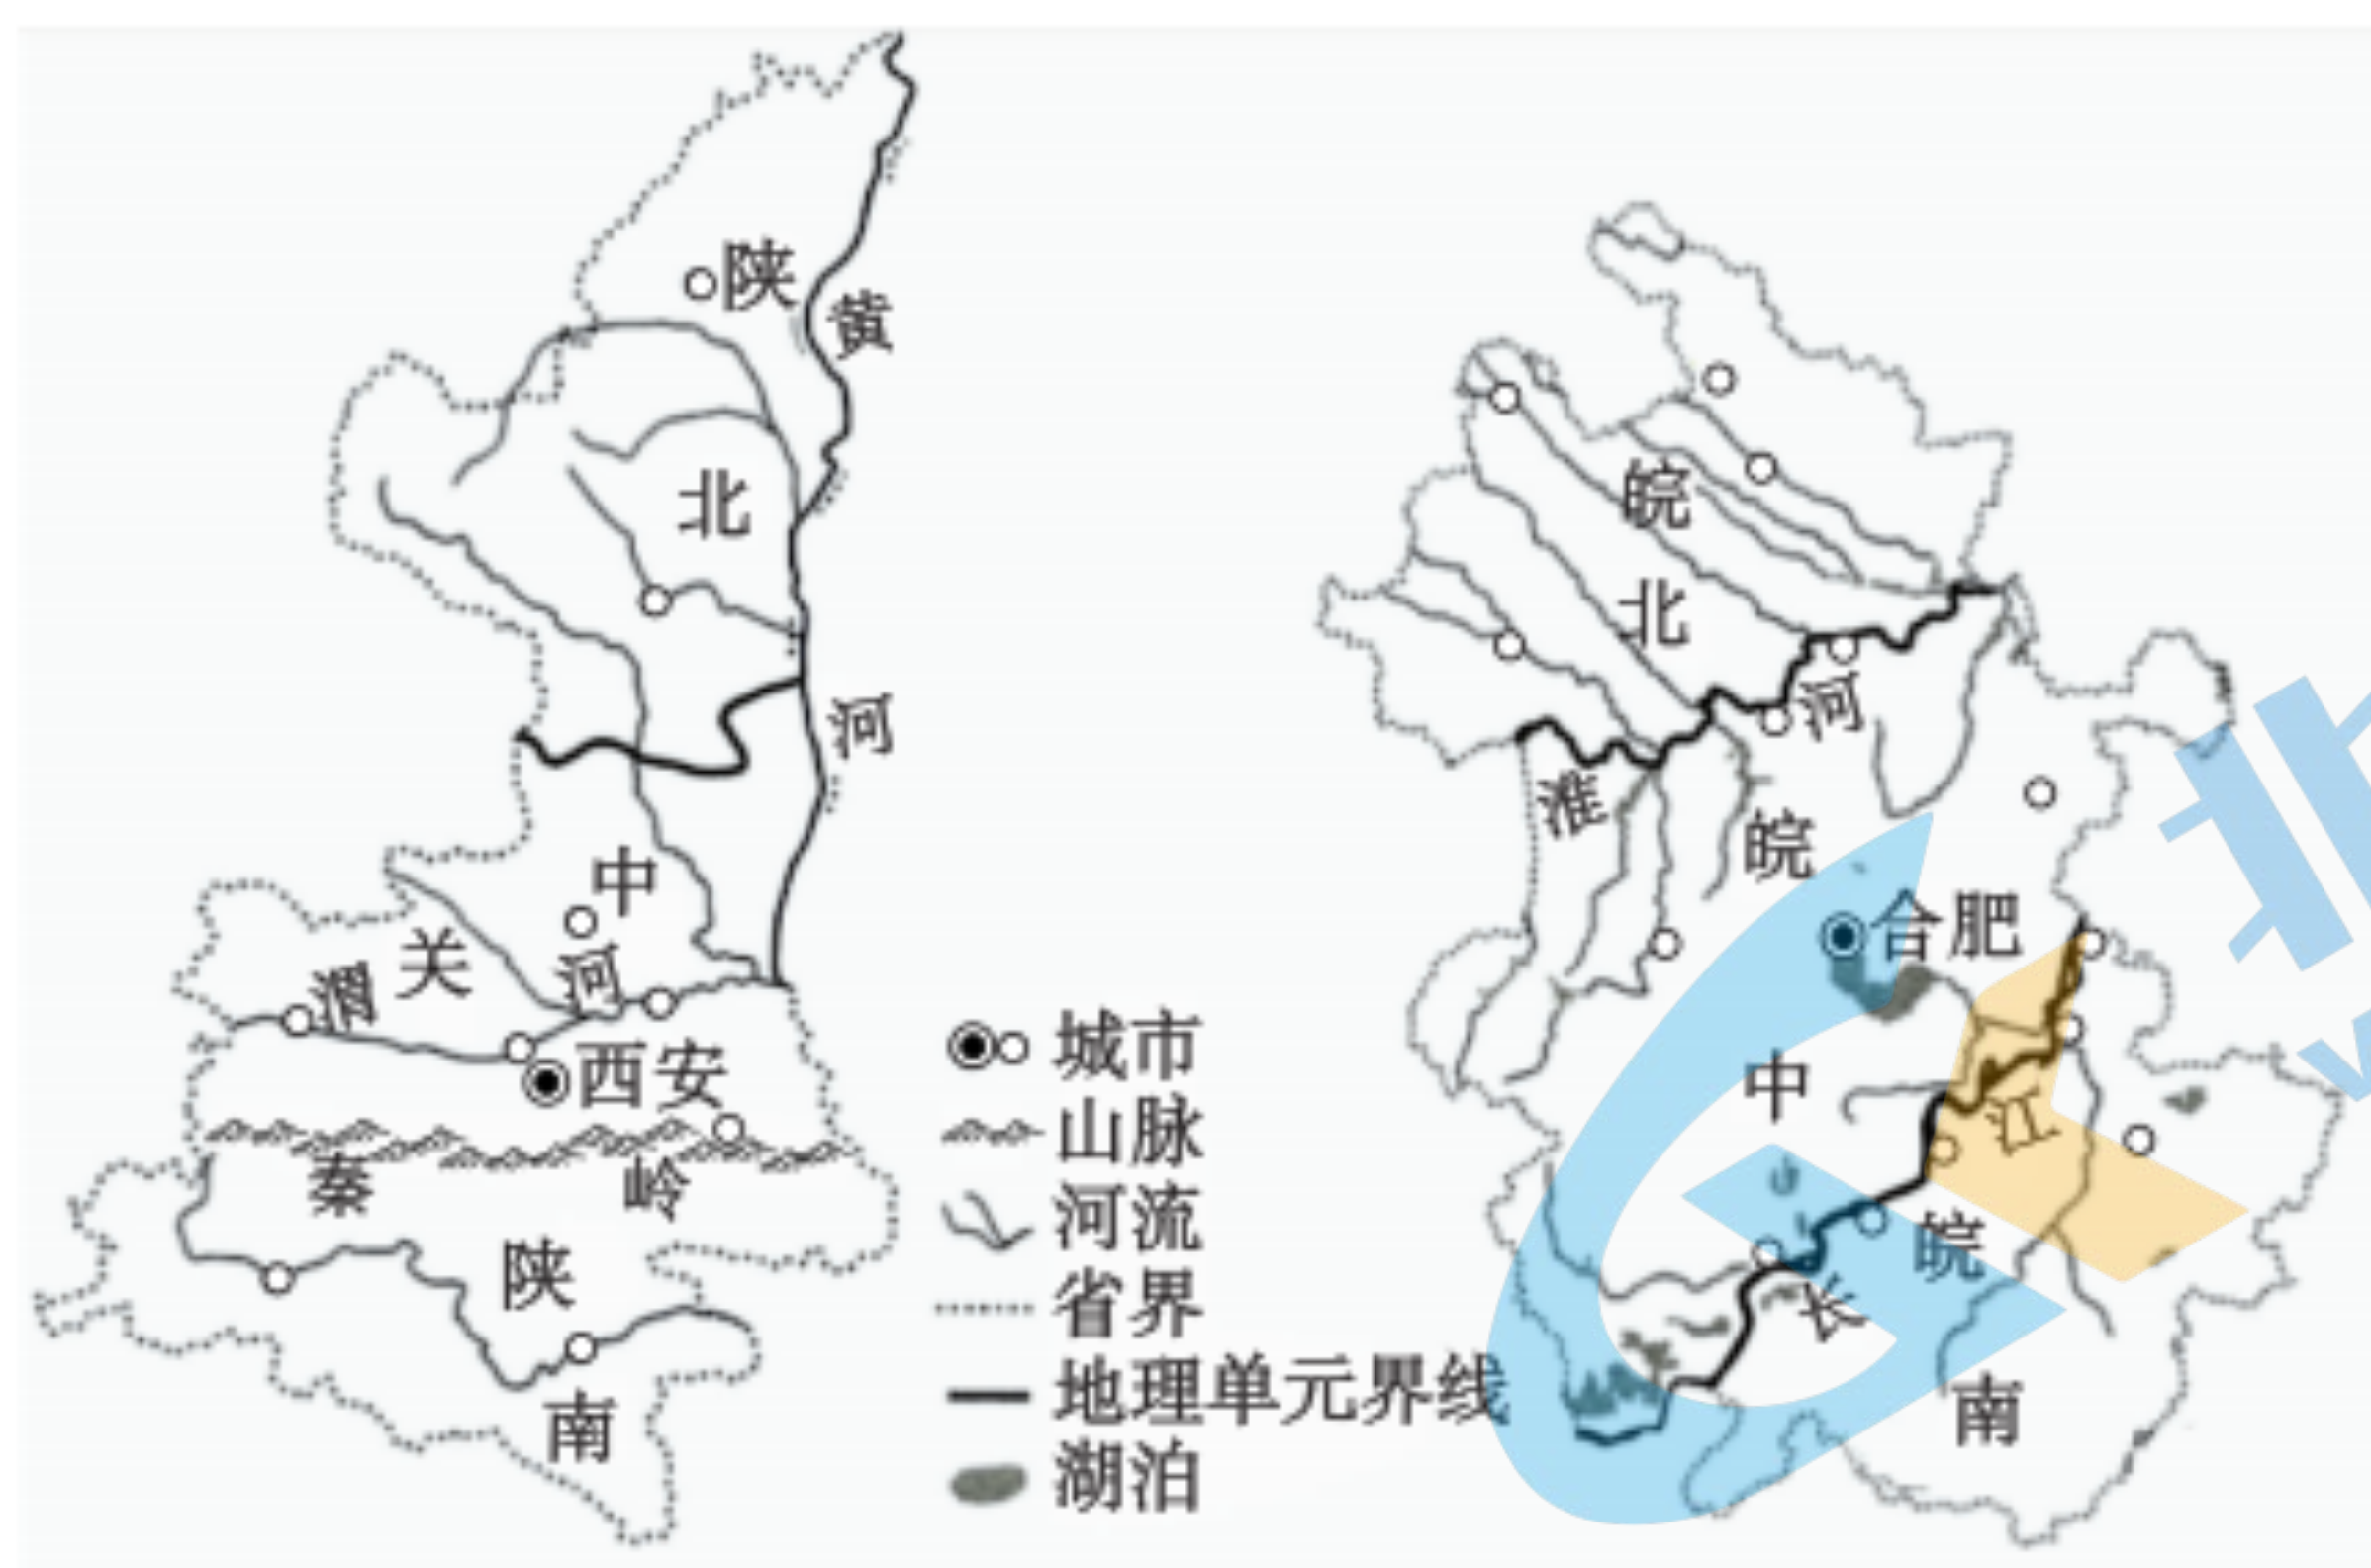 陕
北
黄
河
关
中
渭
河
西安
秦
岭
陕
南
城市
山脉
河流
省界
地理单元界线
湖泊
皖
北
淮
河
皖
中
合肥
长
江
皖
南